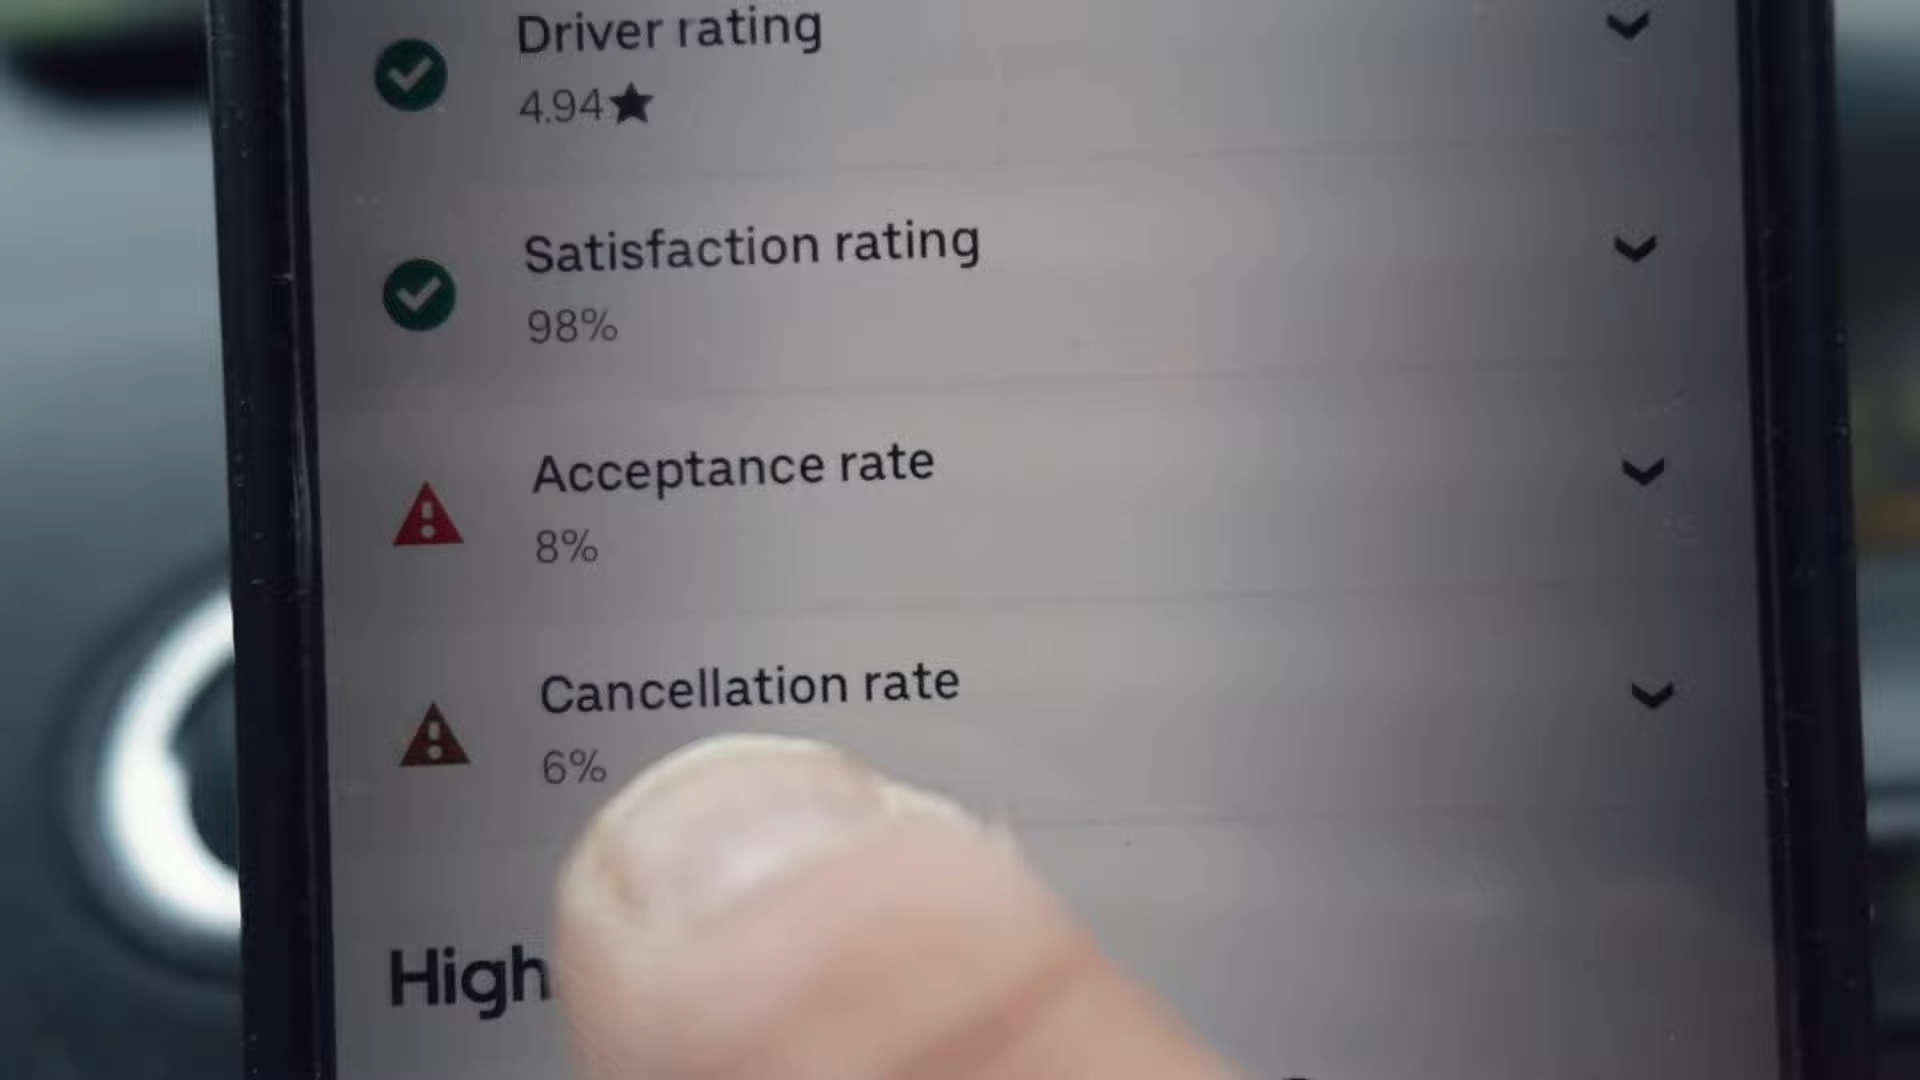 Driver rating
4.94★
Satisfaction rating
98%
Acceptance rate
8%
Cancellation rate
6%
High